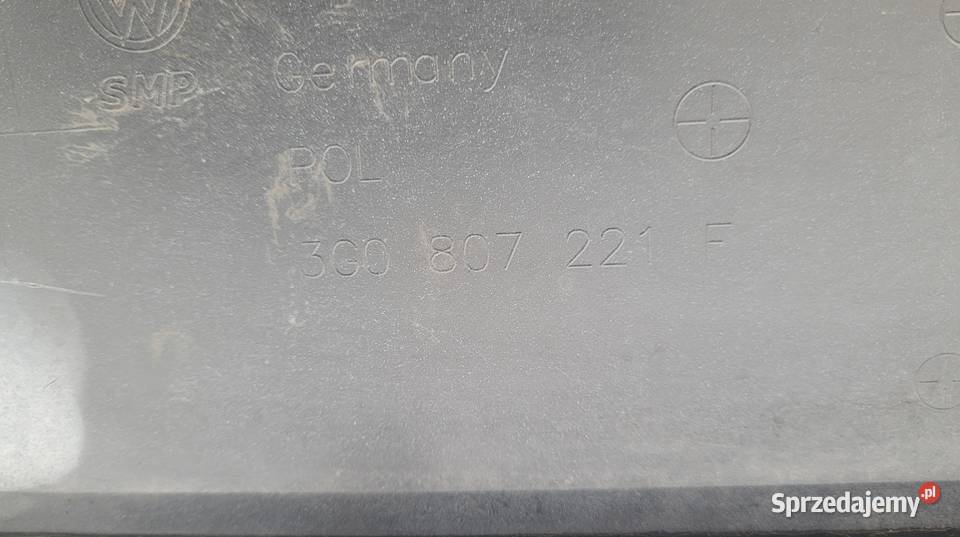 SMP
Germany
POL
3G0 807 221 F
Sprzedajemy.pl